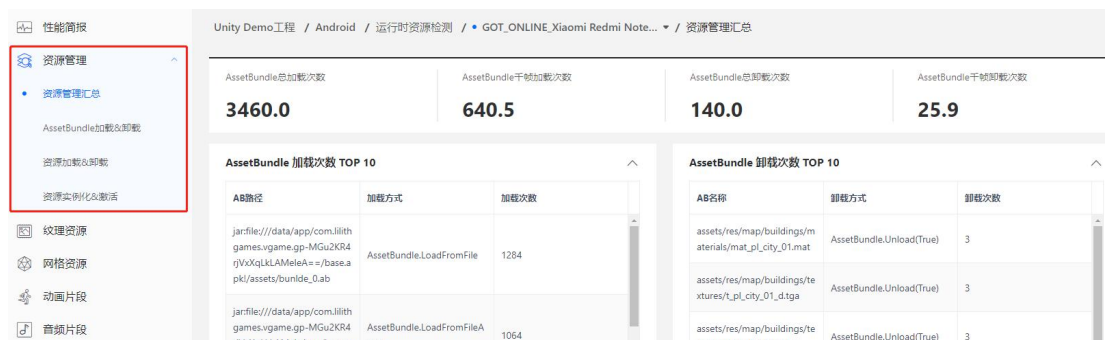 性能简报
资源管理
资源管理汇总
AssetBundle加载&卸载
资源加载&卸载
资源实例化&激活
纹理资源
网格资源
动画片段
音频片段
Unity Demo工程 / Android / 运行时资源检测 / • GOT_ONLINE_Xiaomi Redmi Note... / 资源管理汇总
AssetBundle总加载次数
3460.0
AssetBundle千帧加载次数
640.5
AssetBundle总卸载次数
140.0
AssetBundle千帧卸载次数
25.9
AssetBundle 加载次数 TOP 10
AB路径 加载方式 加载次数
jar:file:///data/app/com.lilith
games.vgame.gp-MGu2KR4
rjVxXqLkLAMeleA==/base.a
pk!/assets/bunlde_0.ab
AssetBundle.LoadFromFile
1284
jar:file:///data/app/com.lilith
games.vgame.gp-MGu2KR4
AssetBundle.LoadFromFileA
1064
AssetBundle 卸载次数 TOP 10
AB名称 卸载方式 卸载次数
assets/res/map/buildings/m
aterials/mat_pl_city_01.mat
AssetBundle.Unload(True)
3
assets/res/map/buildings/te
xtures/t_pl_city_01_d.tga
AssetBundle.Unload(True)
3
assets/res/map/buildings/te
AssetBundle.Unload(True)
3